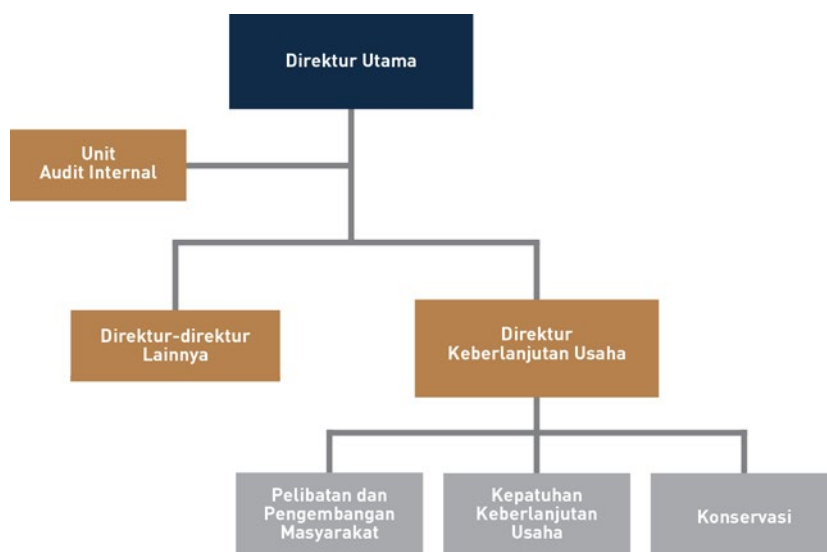 Direktur Utama
Unit
Audit Internal
Direktur-direktur
Lainnya
Direktur
Keberlanjutan Usaha
Pelibatan dan
Pengembangan
Masyarakat
Kepatuhan
Keberlanjutan
Usaha
Konservasi